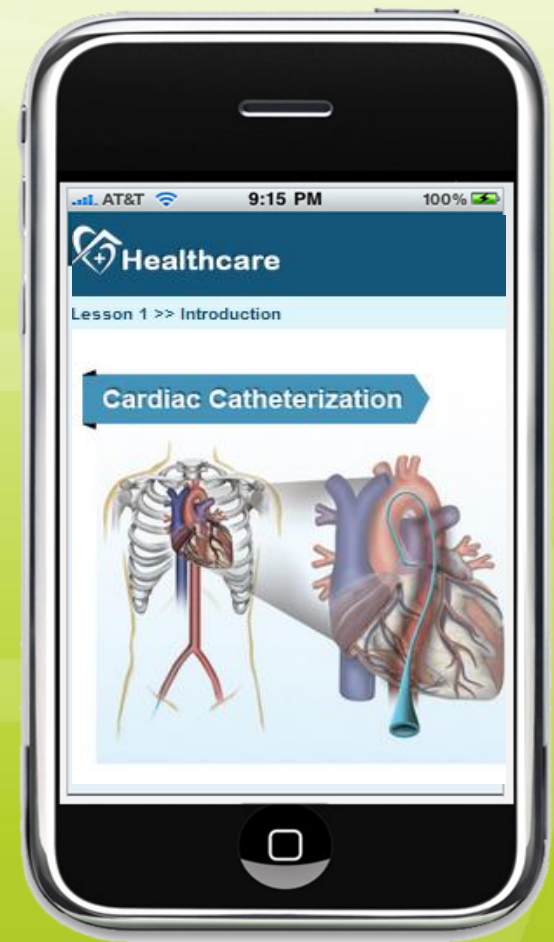 AT&T 9:15 PM 100%
Healthcare
Lesson 1 >> Introduction
Cardiac Catheterization